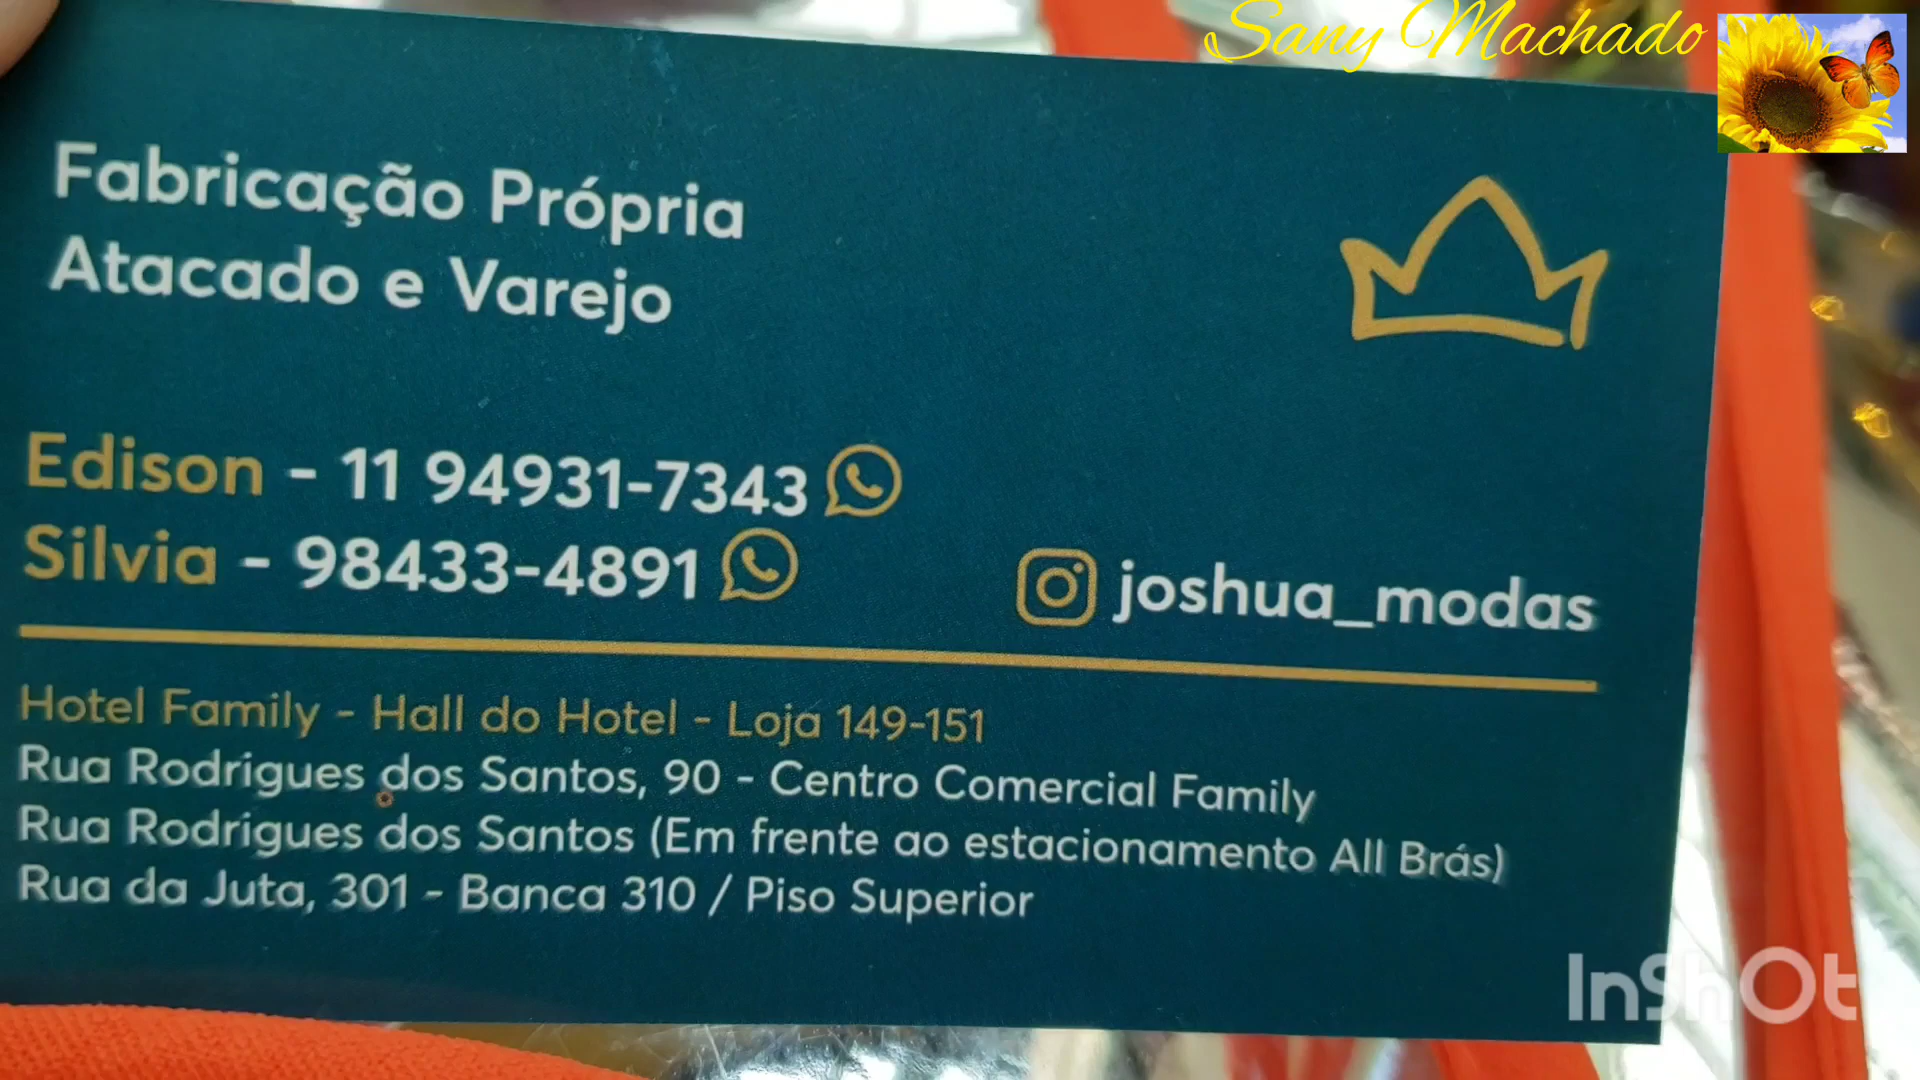 Sany Machado
Fabricação Própria
Atacado e Varejo
Edison - 11 94931-7343
Silvia - 98433-4891
joshua_modas
Hotel Family - Hall do Hotel - Loja 149-151
Rua Rodrigues dos Santos, 90 - Centro Comercial Family
Rua Rodrigues dos Santos (Em frente ao estacionamento All Brás)
Rua da Juta, 301 - Banca 310 / Piso Superior
InShOt